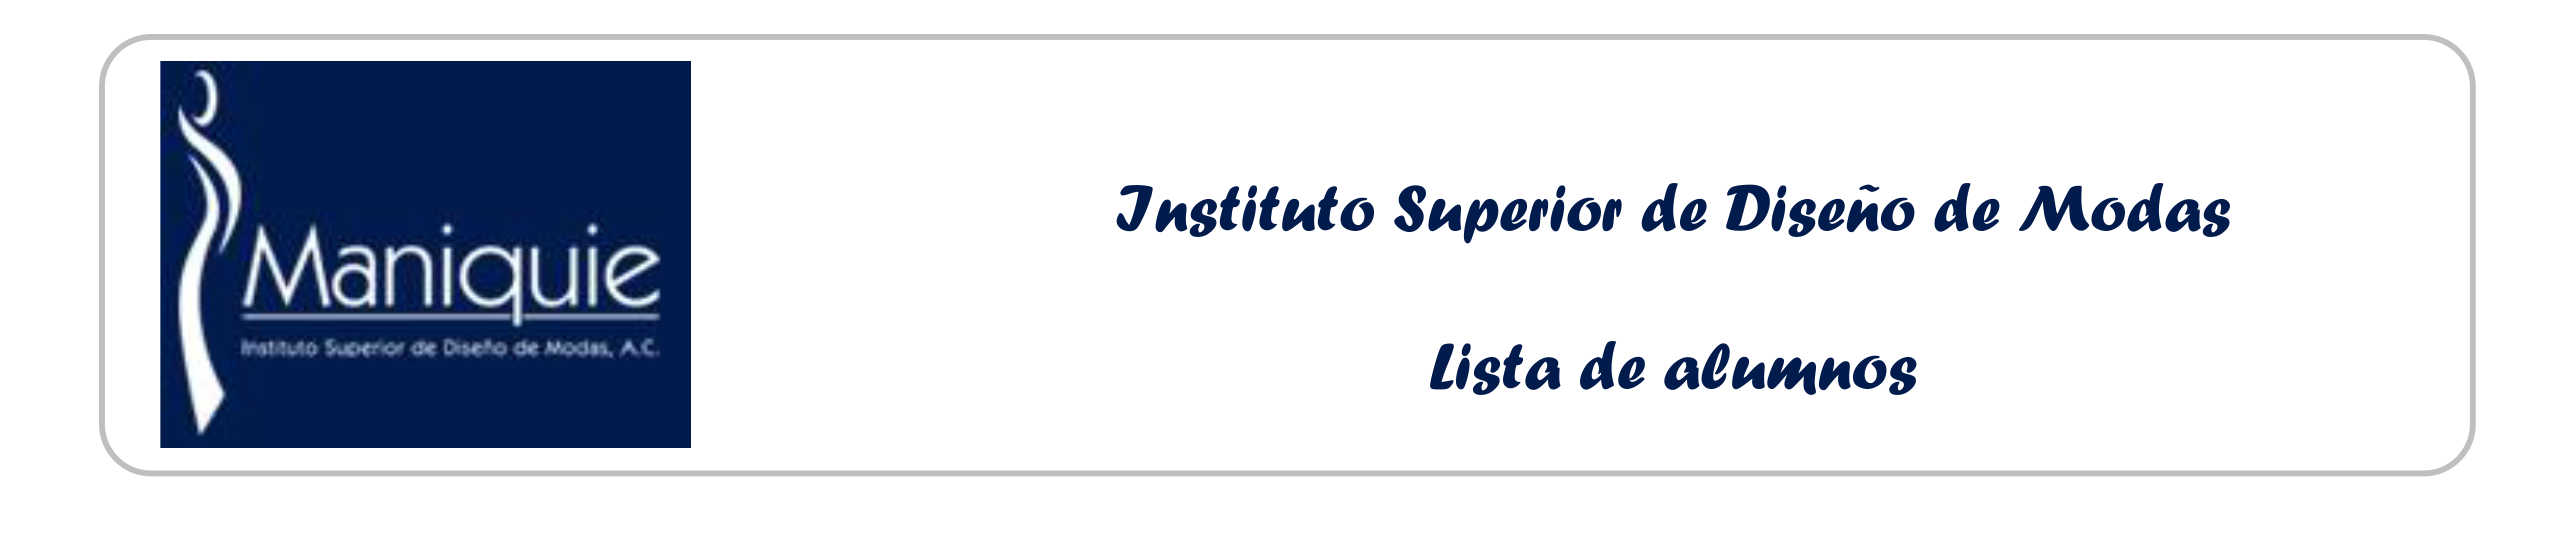 Maniquie
Instituto Superior de Diseño de Modas, A.C.
Instituto Superior de Diseño de Modas
Lista de alumnos